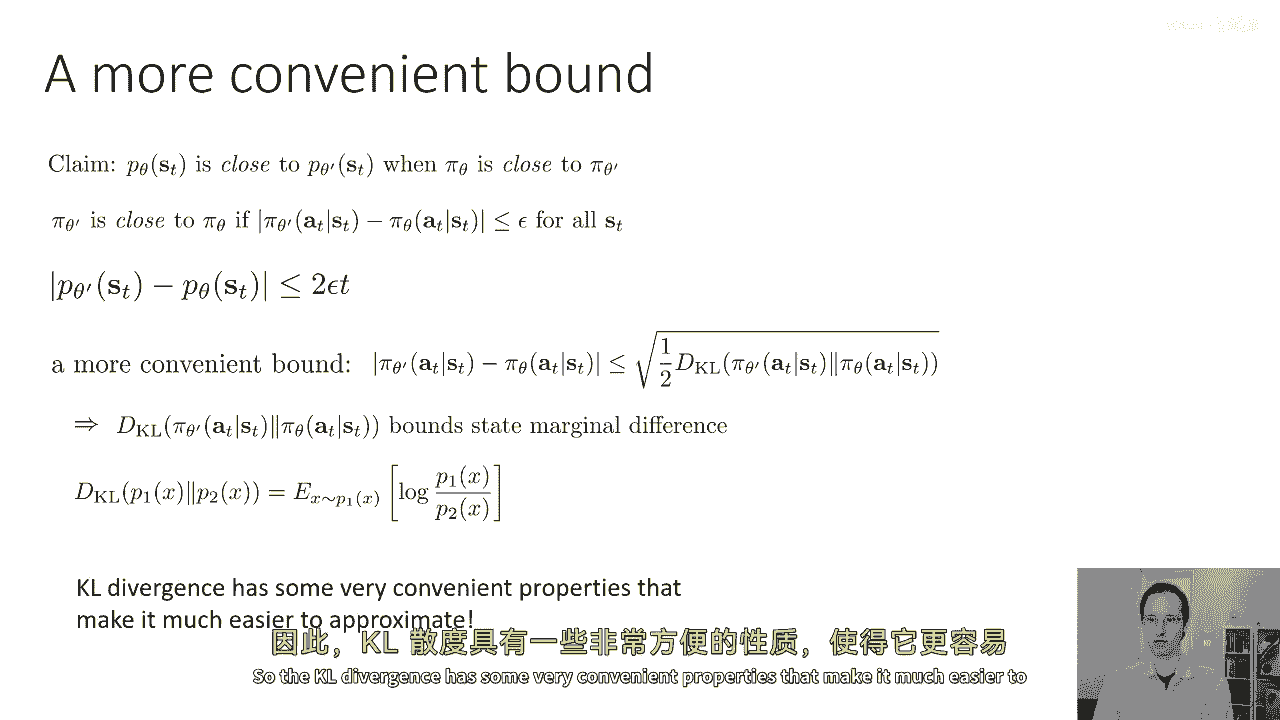 A more convenient bound
Claim: $p_\theta(\mathbf{s}_t)$ is close to $p_{\theta'}(\mathbf{s}_t)$ when $\pi_\theta$ is close to $\pi_{\theta'}$
$\pi_{\theta'}$ is close to $\pi_\theta$ if $|\pi_{\theta'}(\mathbf{a}_t|\mathbf{s}_t) - \pi_\theta(\mathbf{a}_t|\mathbf{s}_t)| \leq \epsilon$ for all $\mathbf{s}_t$
$|p_{\theta'}(\mathbf{s}_t) - p_\theta(\mathbf{s}_t)| \leq 2\epsilon t$
a more convenient bound: $|\pi_{\theta'}(\mathbf{a}_t|\mathbf{s}_t) - \pi_\theta(\mathbf{a}_t|\mathbf{s}_t)| \leq \sqrt{\frac{1}{2} D_{\mathrm{KL}}(\pi_{\theta'}(\mathbf{a}_t|\mathbf{s}_t) \| \pi_\theta(\mathbf{a}_t|\mathbf{s}_t))}$
$\Rightarrow$ $D_{\mathrm{KL}}(\pi_{\theta'}(\mathbf{a}_t|\mathbf{s}_t) \| \pi_\theta(\mathbf{a}_t|\mathbf{s}_t))$ bounds state marginal difference
$D_{\mathrm{KL}}(p_1(x) \| p_2(x)) = E_{x \sim p_1(x)} \left[ \log \frac{p_1(x)}{p_2(x)} \right]$
KL divergence has some very convenient properties that
make it much easier to approximate!
因此，KL 散度具有一些非常方便的性质，使得它更容易
So the KL divergence has some very convenient properties that make it much easier to